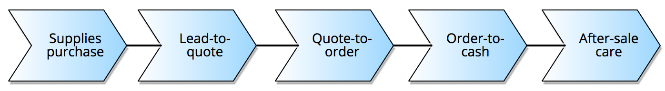 Supplies
purchase
Lead-to-
quote
Quote-to-
order
Order-to-
cash
After-sale
care